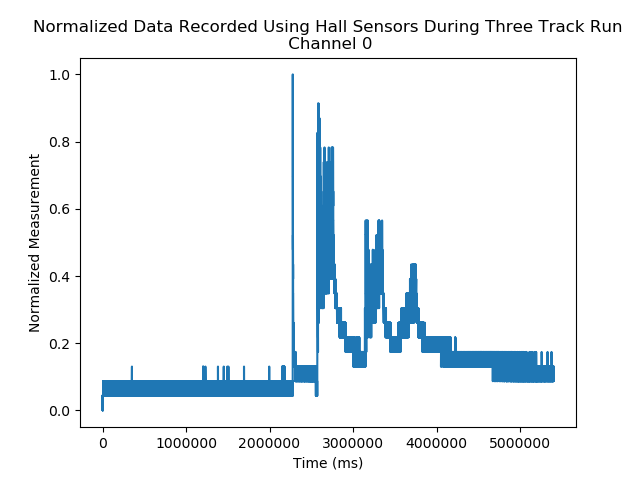 Normalized Data Recorded Using Hall Sensors During Three Track Run
Channel 0
1.0
0.8
0.6
0.4
0.2
0.0
Normalized Measurement
0 1000000 2000000 3000000 4000000 5000000
Time (ms)